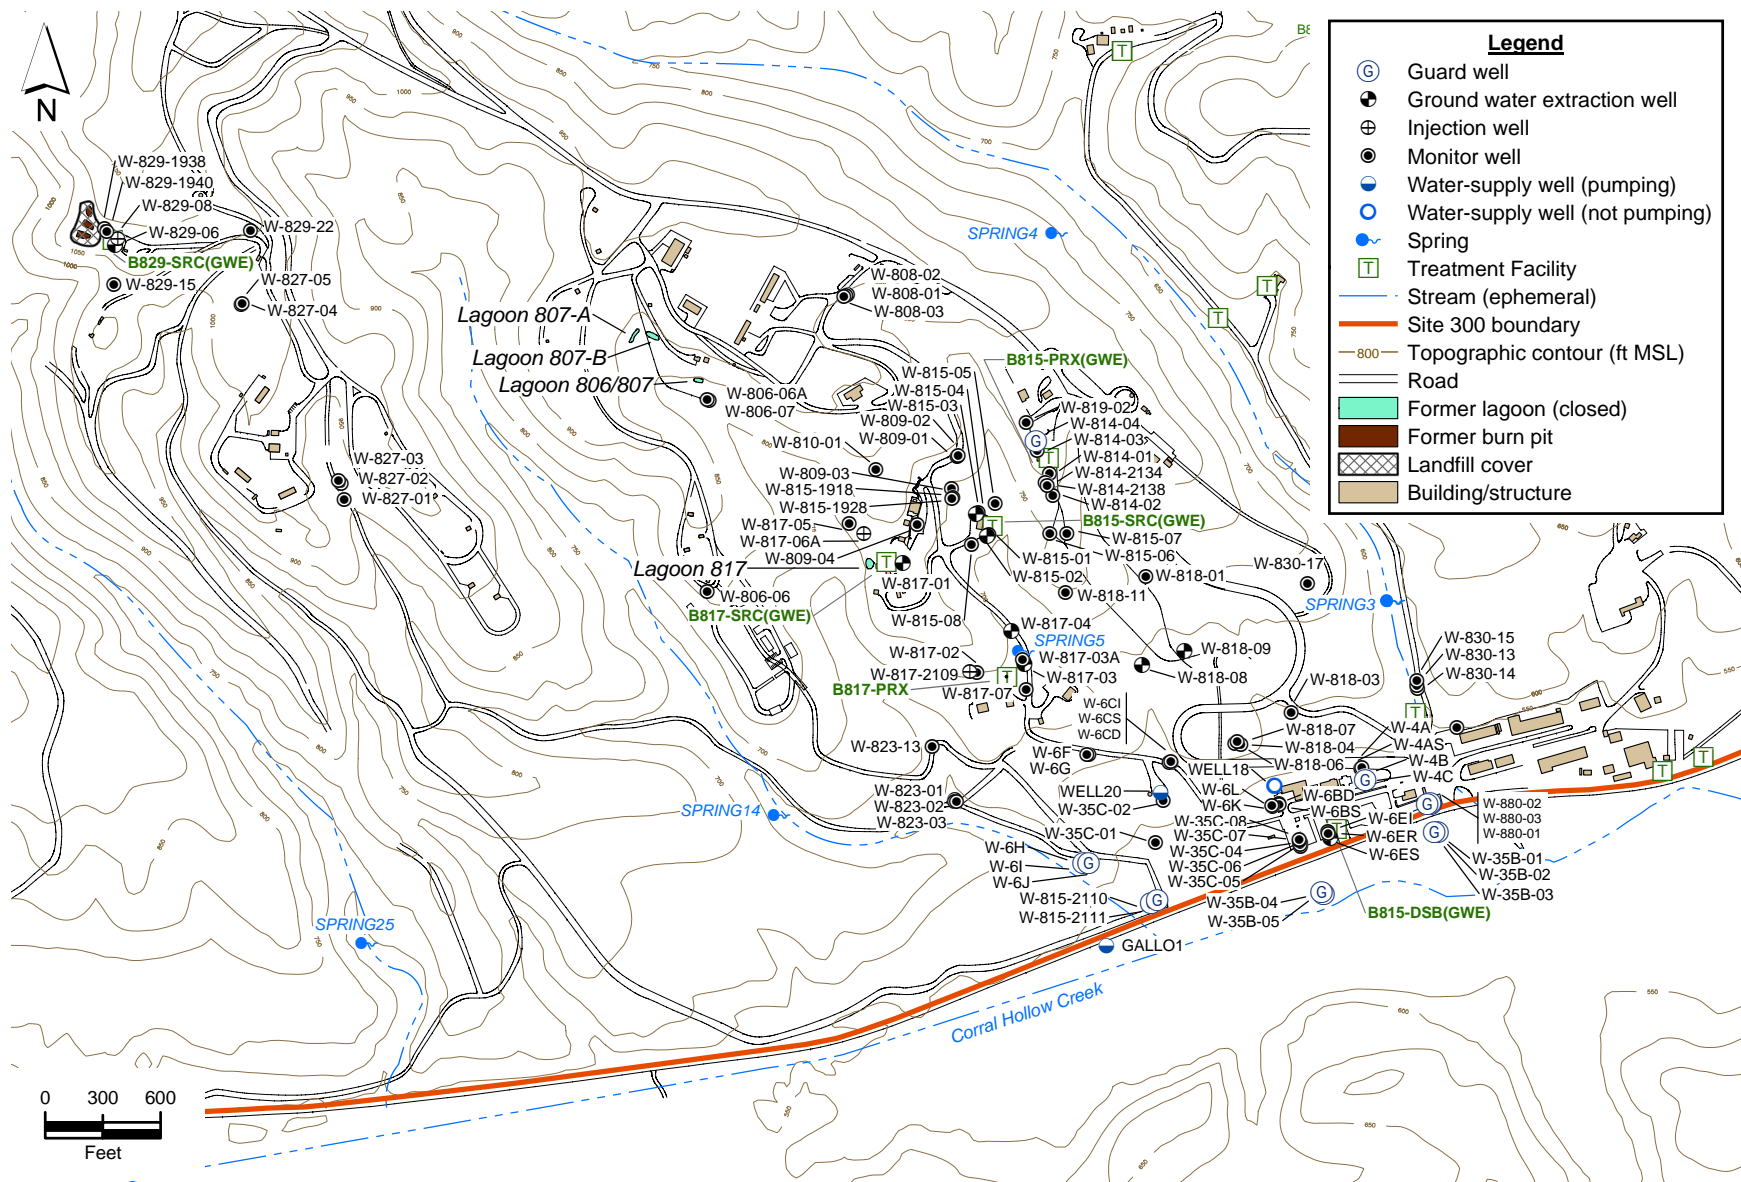 Legend
Guard well
Ground water extraction well
Injection well
Monitor well
Water-supply well (pumping)
Water-supply well (not pumping)
Spring
T Treatment Facility
Stream (ephemeral)
Site 300 boundary
800 Topographic contour (ft MSL)
Road
Former lagoon (closed)
Former burn pit
Landfill cover
Building/structure
N
W-829-1938
W-829-1940
W-829-08
W-829-06
W-829-22
B829-SRC(GWE)
W-829-15
W-827-05
W-827-04
W-827-03
W-827-02
W-827-01
Lagoon 807-A
Lagoon 807-B
Lagoon 806/807
W-806-06A
W-806-07
W-808-02
W-808-01
W-808-03
SPRING4
B815-PRX(GWE)
W-815-05
W-815-04
W-815-03
W-809-02
W-809-01
W-810-01
W-809-03
W-815-1918
W-815-1928
W-817-05
W-817-06A
W-809-04
Lagoon 817
W-817-01
W-806-06
B817-SRC(GWE)
W-815-08
W-819-02
W-814-04
W-814-03
W-814-01
W-814-2134
W-814-2138
W-814-02
B815-SRC(GWE)
W-815-07
W-815-06
W-815-01
W-815-02
W-818-01
W-818-11
W-830-17
SPRING3
W-817-04
SPRING5
W-817-02
W-817-03A
W-817-2109
W-817-03
B817-PRX
W-817-07
W-818-09
W-818-08
W-818-03
W-830-15
W-830-13
W-830-14
W-6CI
W-6CS
W-6CD
W-823-13
W-6F
W-6G
W-818-07
W-818-04
W-818-06
W-4A
W-4AS
W-4B
W-4C
WELL18
WELL20
W-6L
W-35C-02
W-6K
W-6BD
W-6BS
W-823-01
W-823-02
W-823-03
SPRING14
W-35C-01
W-35C-08
W-35C-07
W-35C-04
W-35C-06
W-35C-05
W-6EI
W-6ER
W-6ES
W-880-02
W-880-03
W-880-01
W-35B-01
W-35B-02
W-35B-03
W-6H
W-6I
W-6J
W-815-2110
W-815-2111
W-35B-04
W-35B-05
B815-DSB(GWE)
SPRING25
GALLO1
Corral Hollow Creek
0 300 600
Feet